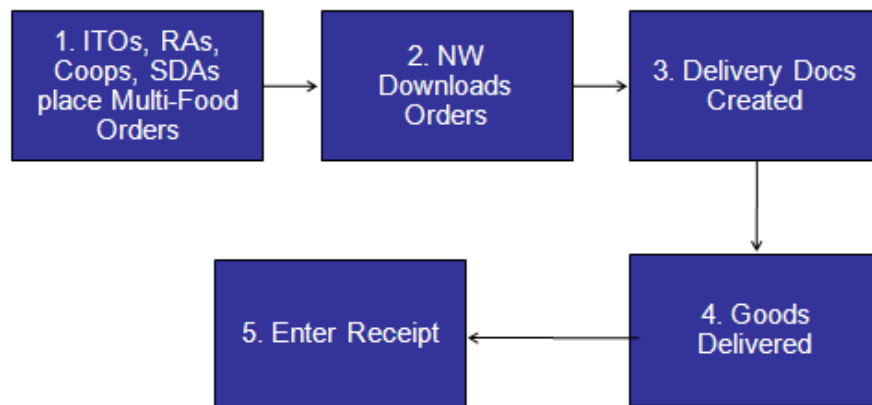 1. ITOs, RAs,
Coops, SDAs
place Multi-Food
Orders
2. NW
Downloads
Orders
3. Delivery Docs
Created
4. Goods
Delivered
5. Enter Receipt